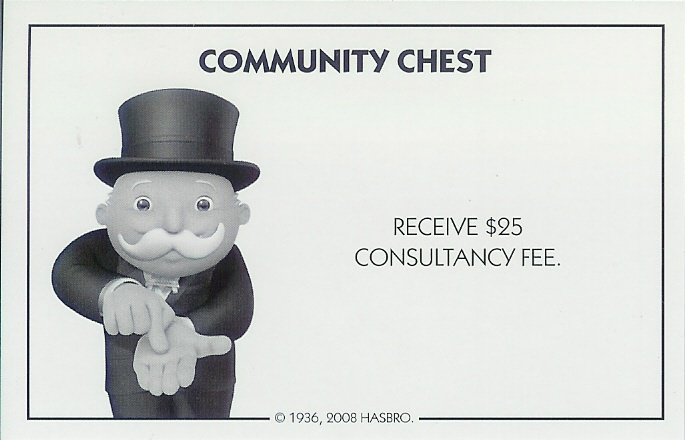 COMMUNITY CHEST
RECEIVE $25
CONSULTANCY FEE.
© 1936, 2008 HASBRO.